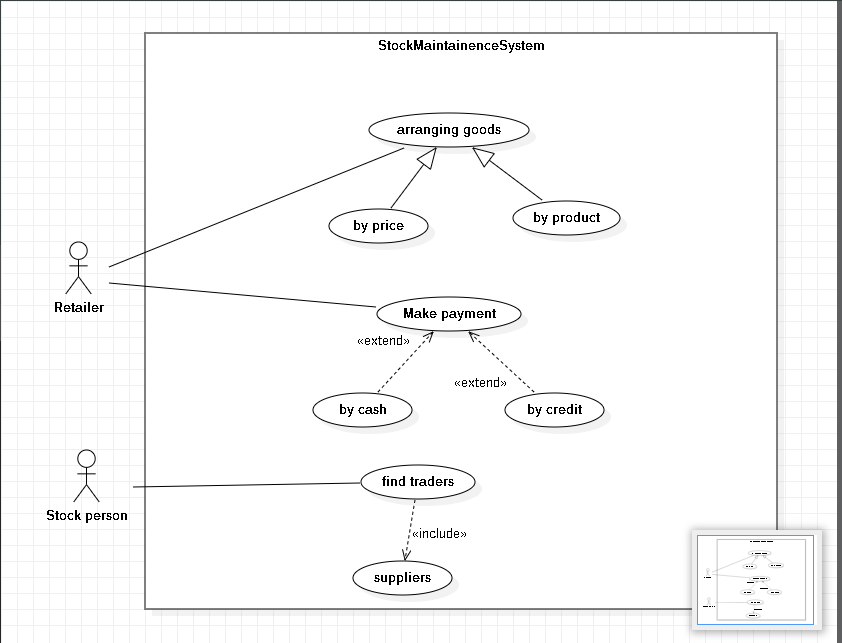 StockMaintainenceSystem
arranging goods
by price
by product
Retailer
Make payment
«extend»
«extend»
by cash
by credit
find traders
Stock person
«include»
suppliers